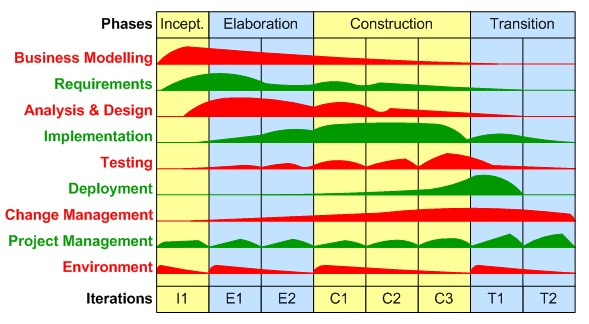 Phases Incept. Elaboration Construction Transition
Business Modelling
Requirements
Analysis & Design
Implementation
Testing
Deployment
Change Management
Project Management
Environment
Iterations I1 E1 E2 C1 C2 C3 T1 T2